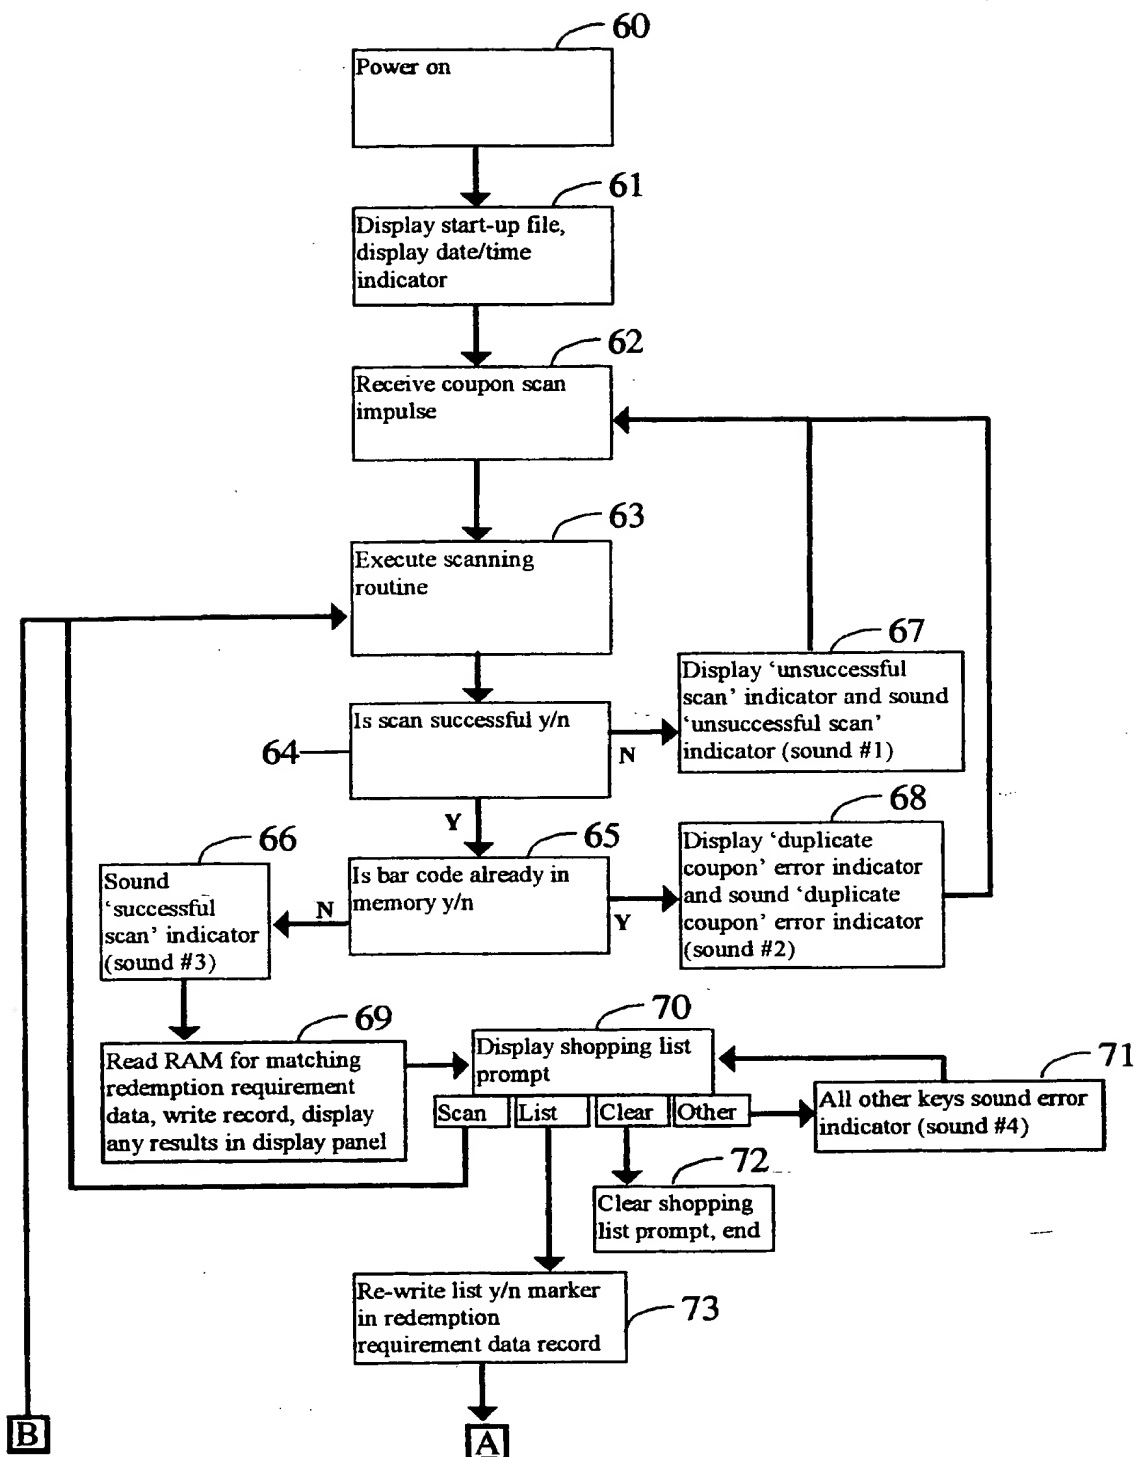 60
Power on
61
Display start-up file,
display date/time
indicator
62
Receive coupon scan
impulse
63
Execute scanning
routine
67
Display ‘unsuccessful
scan’ indicator and sound
‘unsuccessful scan’
indicator (sound #1)
Is scan successful y/n
64
N
Y
68
Display ‘duplicate
coupon’ error indicator
and sound ‘duplicate
coupon’ error indicator
(sound #2)
65
Is bar code already in
memory y/n
Y
N
66
Sound
‘successful
scan’ indicator
(sound #3)
69
Read RAM for matching
redemption requirement
data, write record, display
any results in display panel
70
Display shopping list
prompt
Scan
List
Clear
Other
71
All other keys sound error
indicator (sound #4)
72
Clear shopping
list prompt, end
Re-write list y/n marker
in redemption
requirement data record
73
B
A